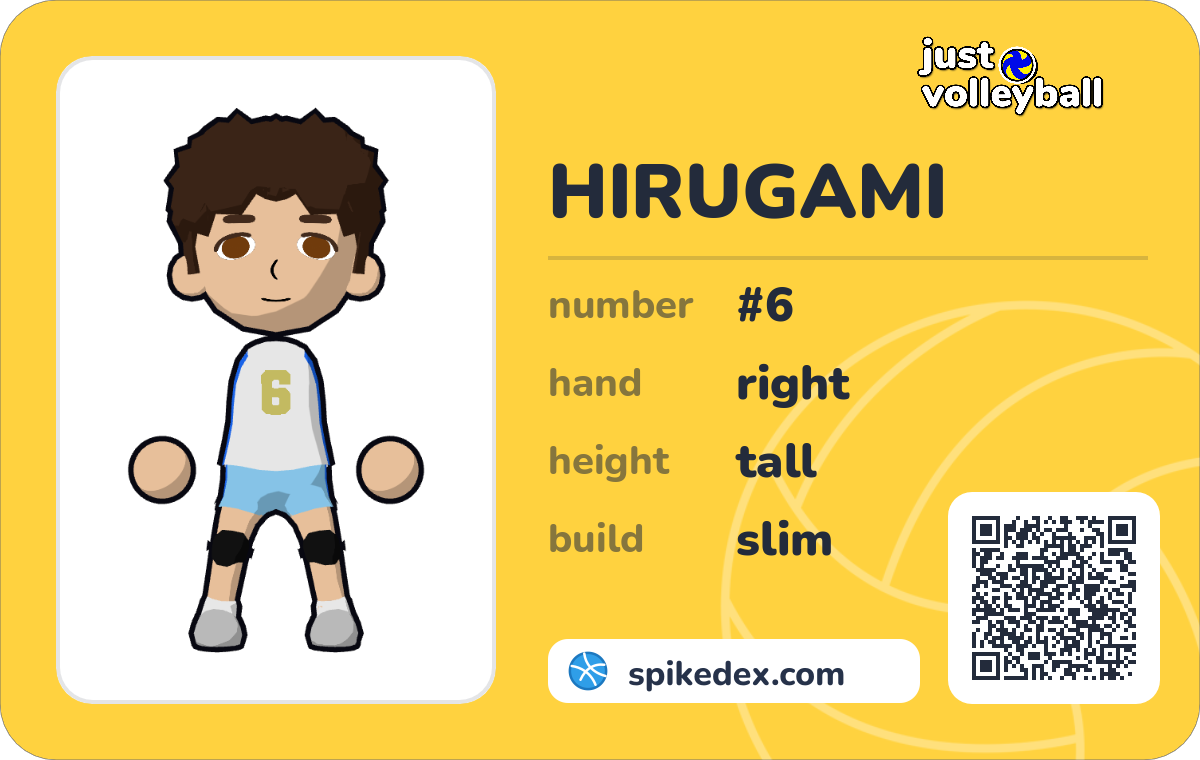 just
volleyball
HIRUGAMI
number #6
hand right
height tall
build slim
6
spikedex.com